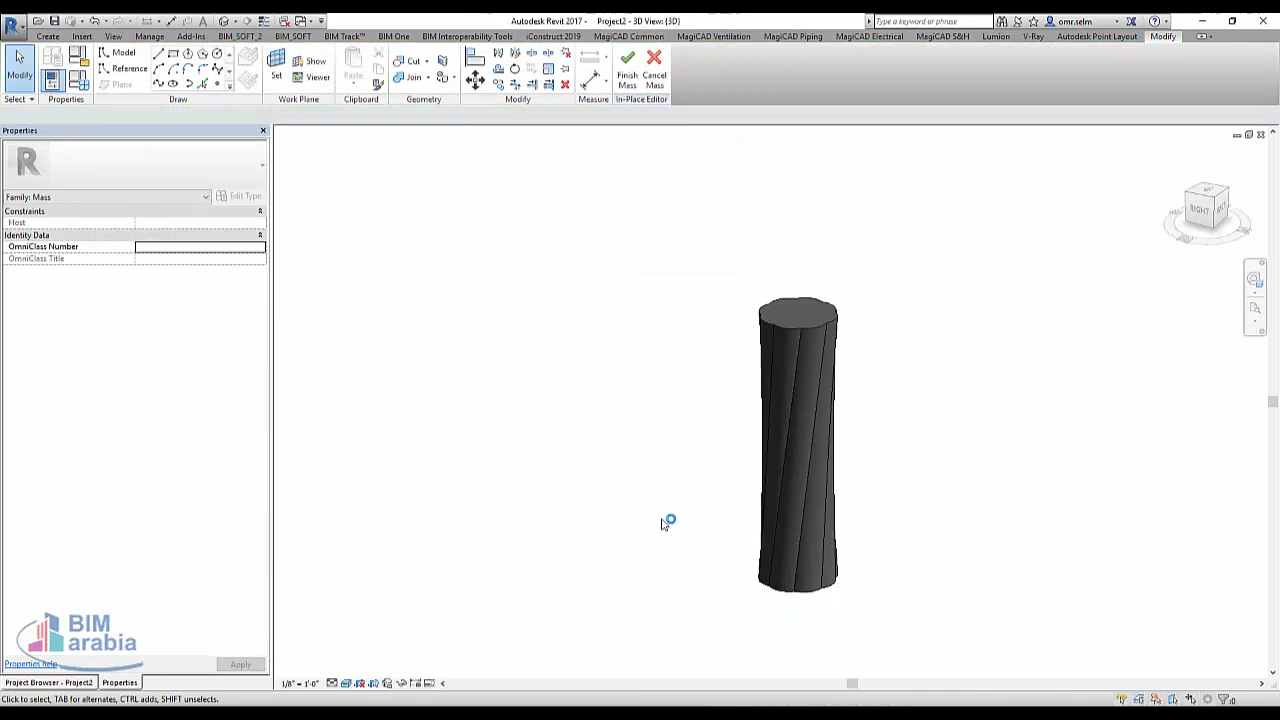 Autodesk Revit 2017 - Project2 - 3D View: {3D}
Type a keyword or phrase
omr.selm
Create Insert View Manage Add-Ins BIM_SOFT_2 BIM_SOFT BIM Track™ BIM One BIM Interoperability Tools iConstruct 2019 MagiCAD Common MagiCAD Ventilation MagiCAD Piping MagiCAD Electrical MagiCAD S&H Lumion V-Ray Autodesk Point Layout Modify
Modify
Model
Reference
Plane
Set
Show
Viewer
Paste
Cut
Join
Finish Mass
Cancel Mass
Select Properties Draw Work Plane Clipboard Geometry Modify Measure In-Place Editor
Properties
Family: Mass
Edit Type
Constraints
Host
Identity Data
OmniClass Number
OmniClass Title
RIGHT
BIM
arabia
Properties help
Apply
Project Browser - Project2 Properties
1/8" = 1'-0"
Click to select, TAB for alternates, CTRL adds, SHIFT unselects.
:0